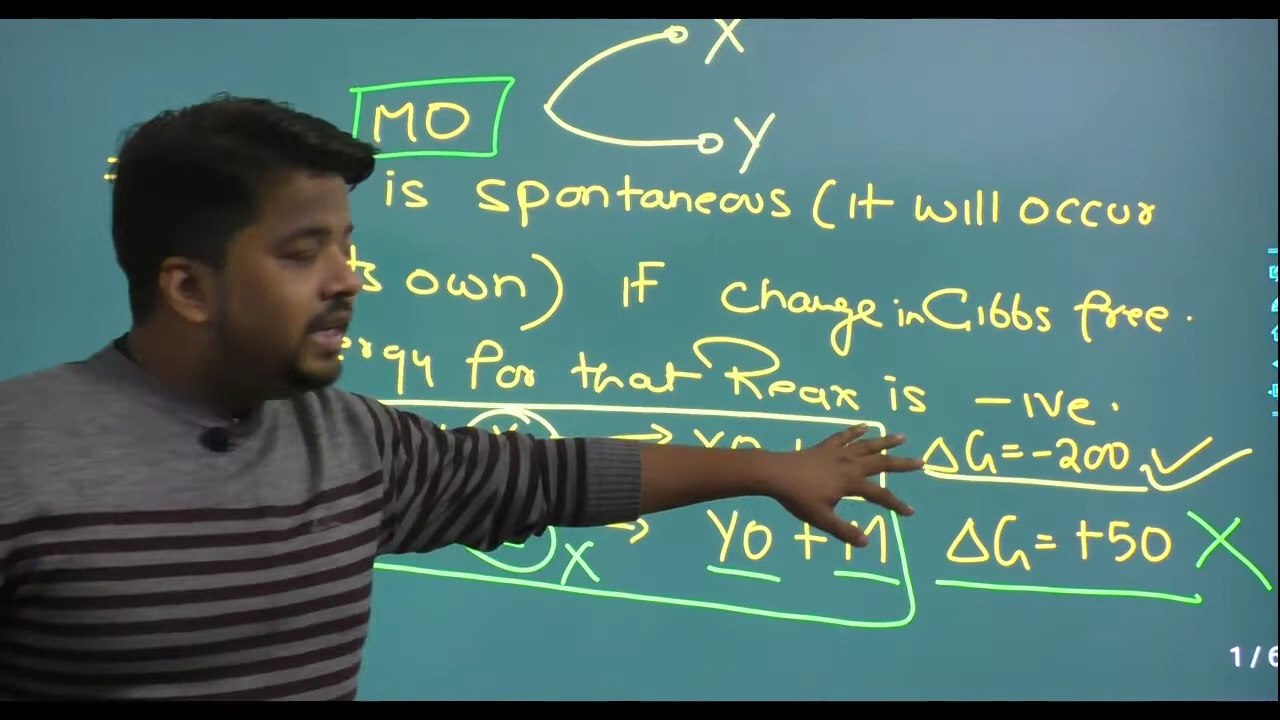 X
MO
Y
is spontaneous (it will occur
own) if change in Gibbs free.
for that Reax is -ive.
→ ΔG = -200
X → YO + M ΔG = +50 X
1/6